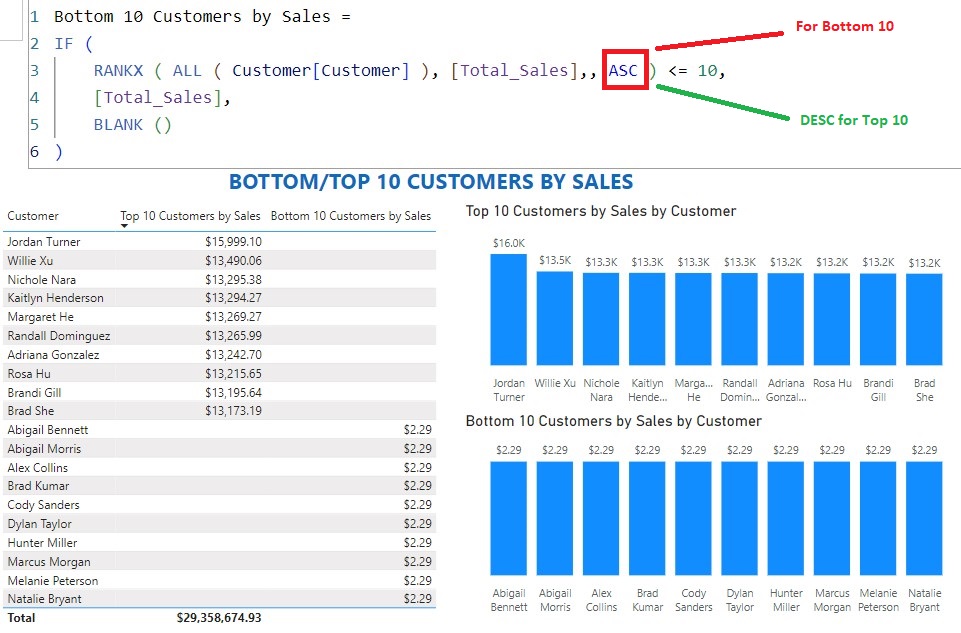 1 Bottom 10 Customers by Sales =
2 IF (
3 RANKX ( ALL ( Customer[Customer] ), [Total_Sales],, ASC ) <= 10,
4 [Total_Sales],
5 BLANK ()
6 )
For Bottom 10
DESC for Top 10
BOTTOM/TOP 10 CUSTOMERS BY SALES
Customer Top 10 Customers by Sales Bottom 10 Customers by Sales
Jordan Turner $15,999.10
Willie Xu $13,490.06
Nichole Nara $13,295.38
Kaitlyn Henderson $13,294.27
Margaret He $13,269.27
Randall Dominguez $13,265.99
Adriana Gonzalez $13,242.70
Rosa Hu $13,215.65
Brandi Gill $13,195.64
Brad She $13,173.19
Abigail Bennett $2.29
Abigail Morris $2.29
Alex Collins $2.29
Brad Kumar $2.29
Cody Sanders $2.29
Dylan Taylor $2.29
Hunter Miller $2.29
Marcus Morgan $2.29
Melanie Peterson $2.29
Natalie Bryant $2.29
Total $29,358,674.93
Top 10 Customers by Sales by Customer
$16.0K $13.5K $13.3K $13.3K $13.3K $13.3K $13.2K $13.2K $13.2K $13.2K
Jordan Willie Xu Nichole Kaitlyn Marga... Randall Adriana Rosa Hu Brandi Brad
Turner Nara Hende... He Domin... Gonzal... Gill She
Bottom 10 Customers by Sales by Customer
$2.29 $2.29 $2.29 $2.29 $2.29 $2.29 $2.29 $2.29 $2.29 $2.29
Abigail Abigail Alex Brad Cody Dylan Hunter Marcus Melanie Natalie
Bennett Morris Collins Kumar Sanders Taylor Miller Morgan Peterson Bryant